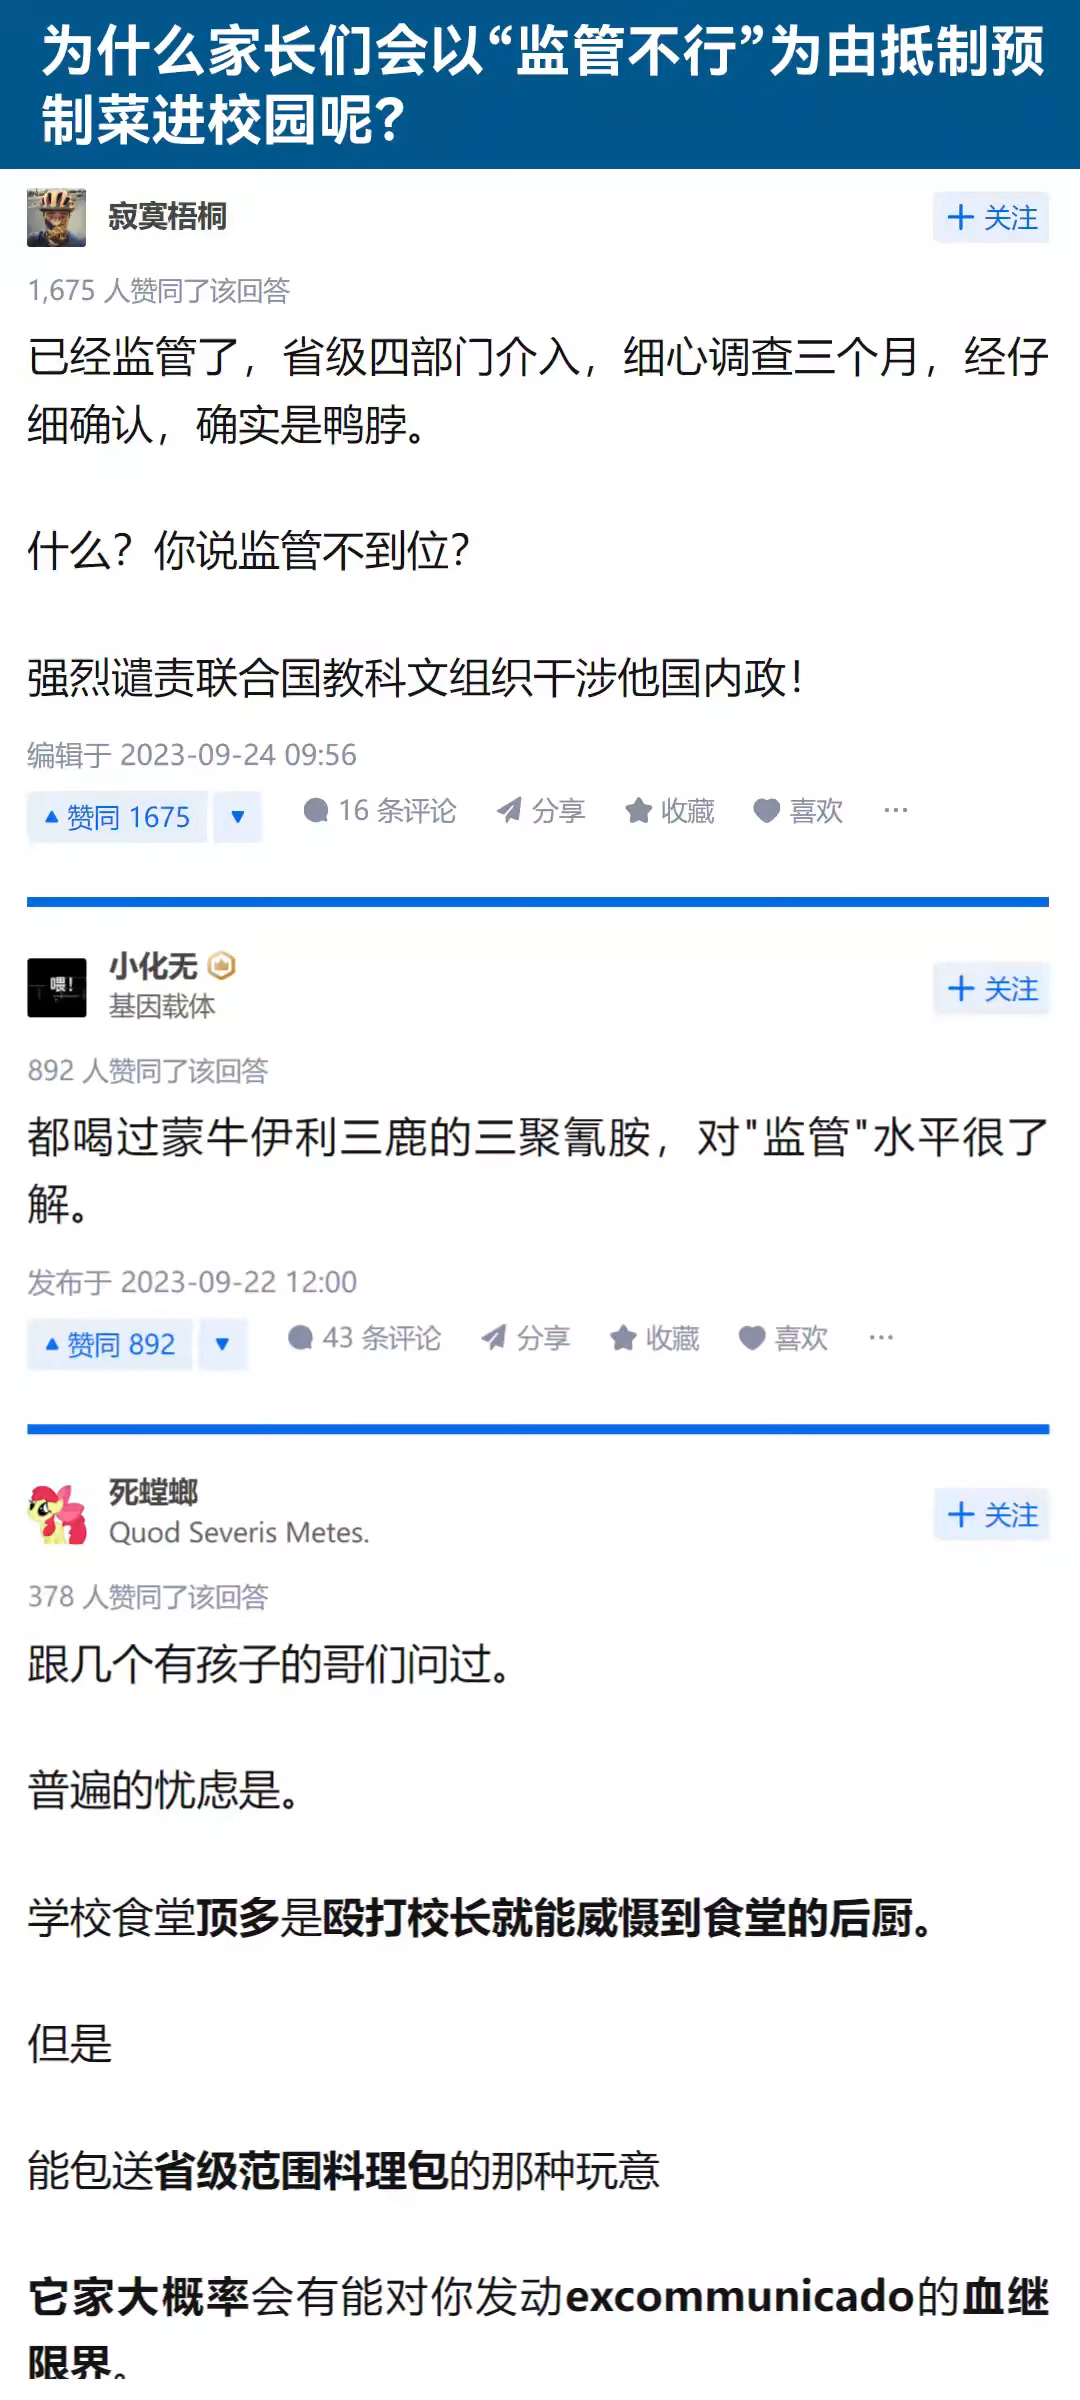 为什么家长们会以“监管不行”为由抵制预
制菜进校园呢?
寂寞梧桐
+ 关注
1,675 人赞同了该回答
已经监管了，省级四部门介入，细心调查三个月，经仔
细确认，确实是鸭脖。
什么？你说监管不到位？
强烈谴责联合国教科文组织干涉他国内政！
编辑于 2023-09-24 09:56
赞同 1675
16 条评论 分享 收藏 喜欢 ···
喂!
小化无
基因载体
+ 关注
892 人赞同了该回答
都喝过蒙牛伊利三鹿的三聚氰胺，对"监管"水平很了
解。
发布于 2023-09-22 12:00
赞同 892
43 条评论 分享 收藏 喜欢 ···
死螳螂
Quod Severis Metes.
+ 关注
378 人赞同了该回答
跟几个有孩子的哥们问过。
普遍的忧虑是。
学校食堂顶多是殴打校长就能威慑到食堂的后厨。
但是
能包送省级范围料理包的那种玩意
它家大概率会有能对你发动excommunicado的血继
限界。